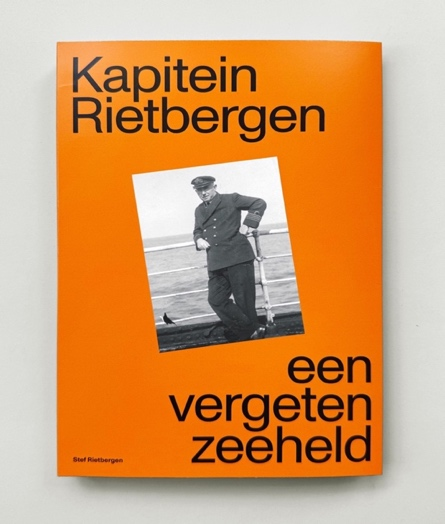 Kapitein
Rietbergen
een
vergeten
zeeheld
Stef Rietbergen